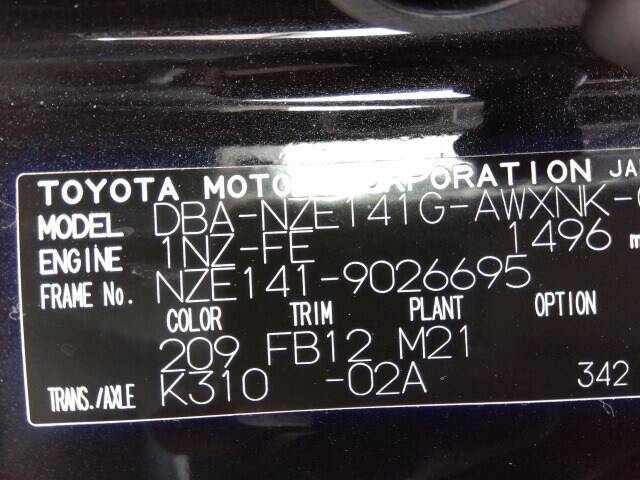 TOYOTA MOTOR CORPORATION JA
MODEL DBA-NZE141G-AWXNK-
ENGINE 1NZ-FE 1496
FRAME No. NZE141-9026695
COLOR TRIM PLANT OPTION
209 FB12 M21
TRANS./AXLE K310 -02A 342